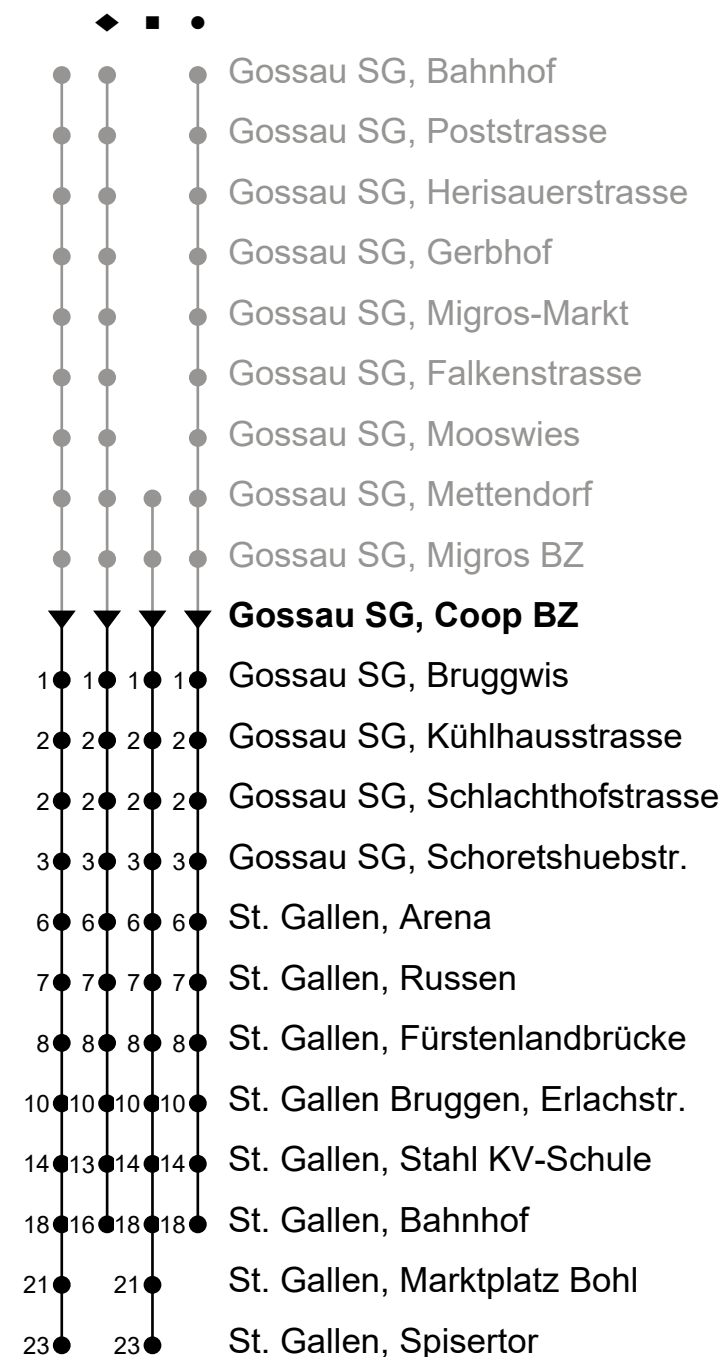 Gossau SG, Bahnhof
Gossau SG, Poststrasse
Gossau SG, Herisauerstrasse
Gossau SG, Gerbhof
Gossau SG, Migros-Markt
Gossau SG, Falkenstrasse
Gossau SG, Mooswies
Gossau SG, Mettendorf
Gossau SG, Migros BZ
Gossau SG, Coop BZ
1 1 1 1 Gossau SG, Bruggwis
2 2 2 2 Gossau SG, Kühlhausstrasse
2 2 2 2 Gossau SG, Schlachthofstrasse
3 3 3 3 Gossau SG, Schoretshuebstr.
6 6 6 6 St. Gallen, Arena
7 7 7 7 St. Gallen, Russen
8 8 8 8 St. Gallen, Fürstenlandbrücke
10 10 10 10 St. Gallen Bruggen, Erlachstr.
14 13 14 14 St. Gallen, Stahl KV-Schule
18 16 18 18 St. Gallen, Bahnhof
21 21 St. Gallen, Marktplatz Bohl
23 23 St. Gallen, Spisertor